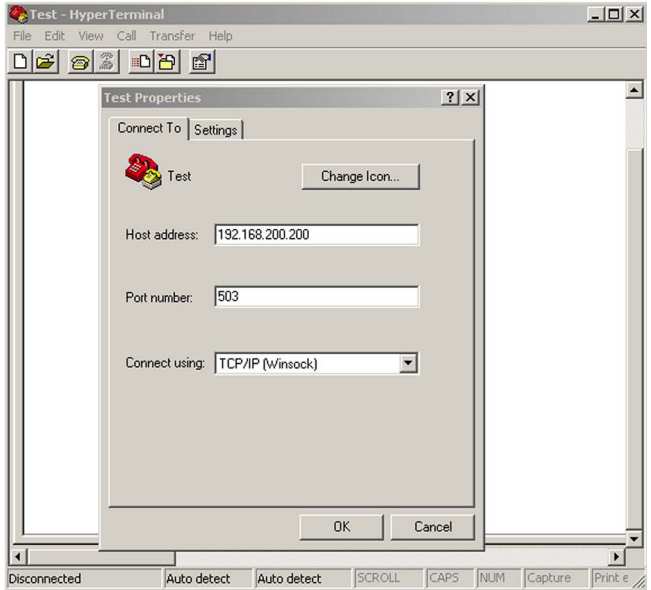 Test - HyperTerminal
File Edit View Call Transfer Help
Test Properties
Connect To Settings
Test Change Icon...
Host address: 192.168.200.200
Port number: 503
Connect using: TCP/IP (Winsock)
OK Cancel
Disconnected Auto detect Auto detect SCROLL CAPS NUM Capture Print e